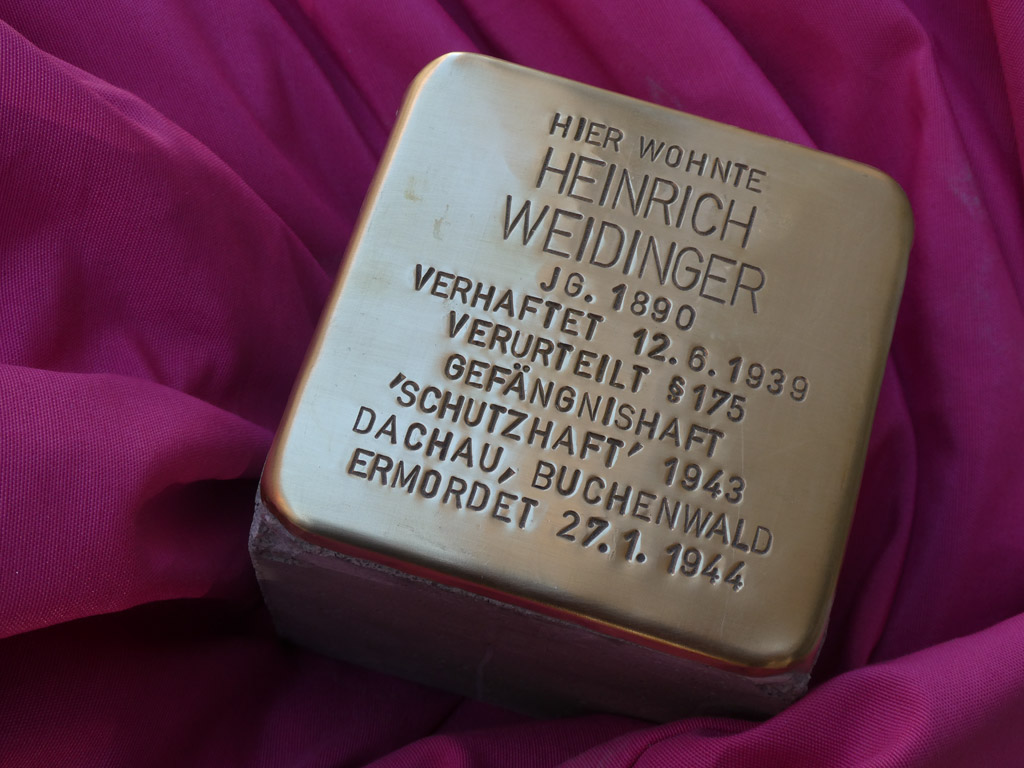 HIER WOHNTE
HEINRICH
WEIDINGER
JG. 1890
VERHAFTET 12.6.1939
VERURTEILT §175
GEFÄNGNISHAFT
'SCHUTZHAFT' 1943
DACHAU, BUCHENWALD
ERMORDET 27.1.1944